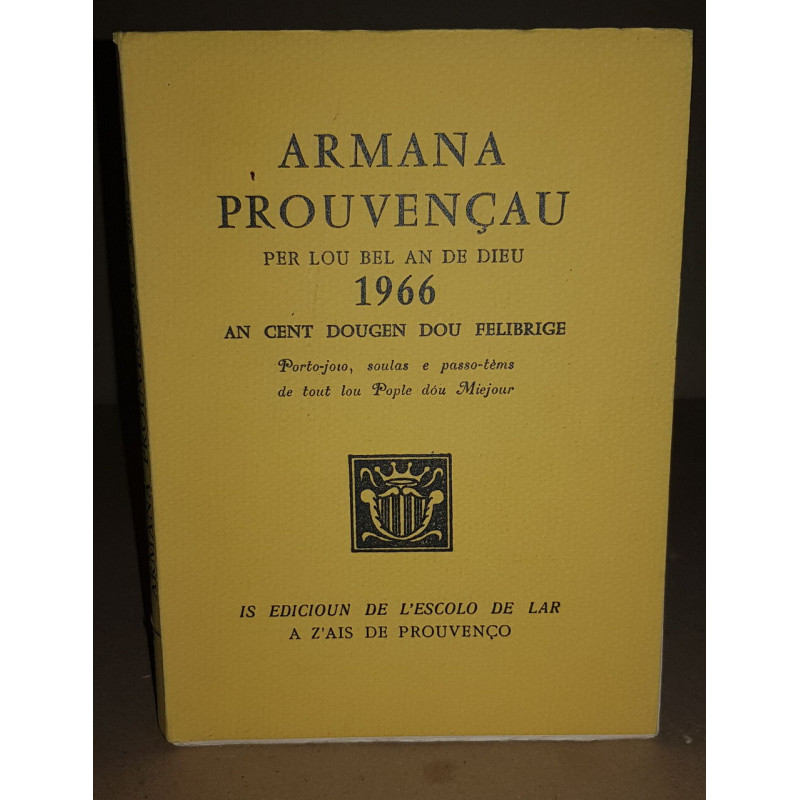 ARMANA
PROUVENÇAU
PER LOU BEL AN DE DIEU
1966
AN CENT DOUGEN DOU FELIBRIGE
Porto-joio, soulas e passo-tèms
de tout lou Pople dóu Miejour
IS EDICIOUN DE L'ESCOLO DE LAR
A Z'AIS DE PROUVENÇO
ARMANA